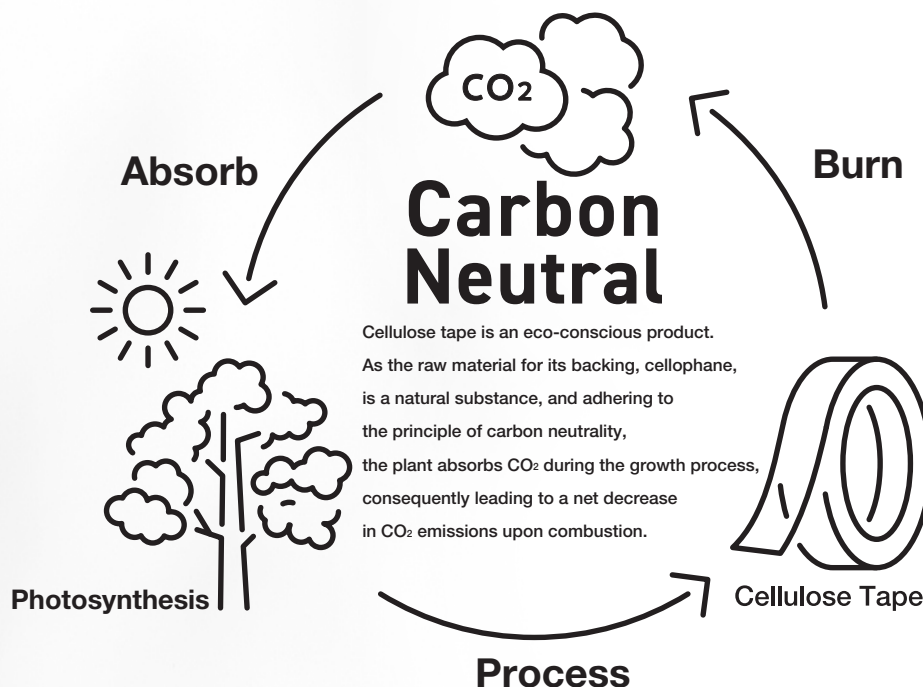 CO₂
Absorb
Burn
Carbon
Neutral
Cellulose tape is an eco-conscious product.
As the raw material for its backing, cellophane,
is a natural substance, and adhering to
the principle of carbon neutrality,
the plant absorbs CO₂ during the growth process,
consequently leading to a net decrease
in CO₂ emissions upon combustion.
Photosynthesis
Cellulose Tape
Process